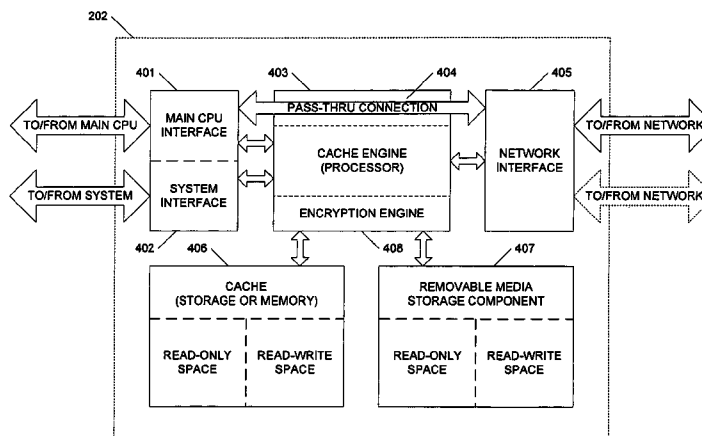 202
401
403
404
405
TO/FROM MAIN CPU
MAIN CPU
INTERFACE
PASS-THRU CONNECTION
TO/FROM NETWORK
CACHE ENGINE
(PROCESSOR)
NETWORK
INTERFACE
TO/FROM SYSTEM
SYSTEM
INTERFACE
ENCRYPTION ENGINE
TO/FROM NETWORK
402
406
408
407
CACHE
(STORAGE OR MEMORY)
REMOVABLE MEDIA
STORAGE COMPONENT
READ-ONLY
SPACE
READ-WRITE
SPACE
READ-ONLY
SPACE
READ-WRITE
SPACE